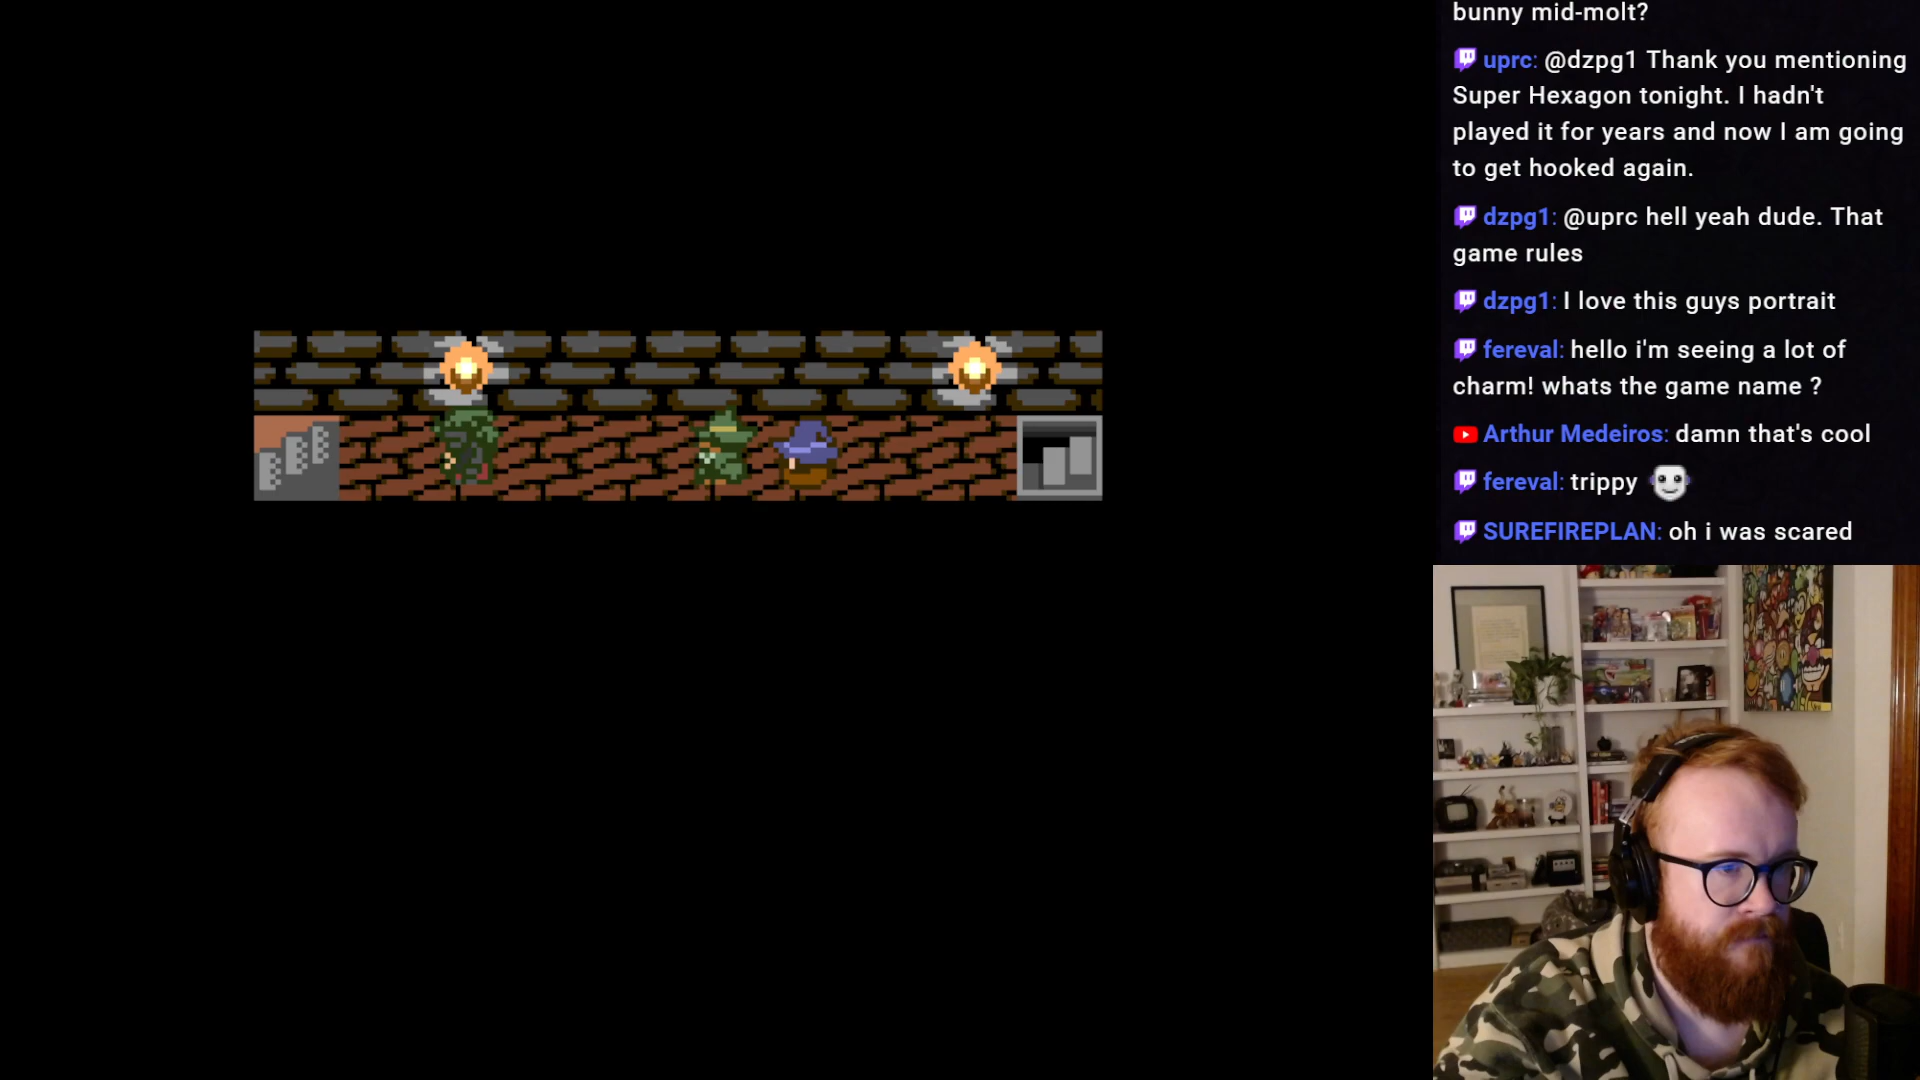 bunny mid-molt?
uprc: @dzpg1 Thank you mentioning
Super Hexagon tonight. I hadn't
played it for years and now I am going
to get hooked again.
dzpg1: @uprc hell yeah dude. That
game rules
dzpg1: I love this guys portrait
fereval: hello i'm seeing a lot of
charm! whats the game name ?
Arthur Medeiros: damn that's cool
fereval: trippy
SUREFIREPLAN: oh i was scared